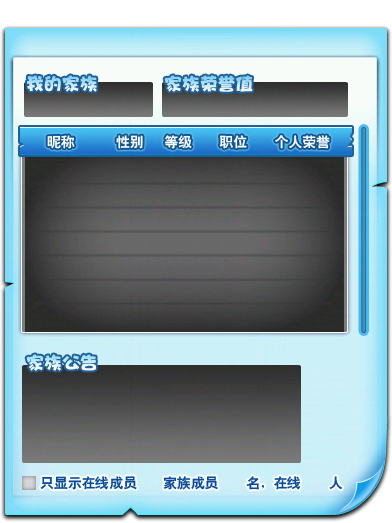 我的家族 家族荣誉值
昵称 性别 等级 职位 个人荣誉
家族公告
只显示在线成员 家族成员 名．在线 人